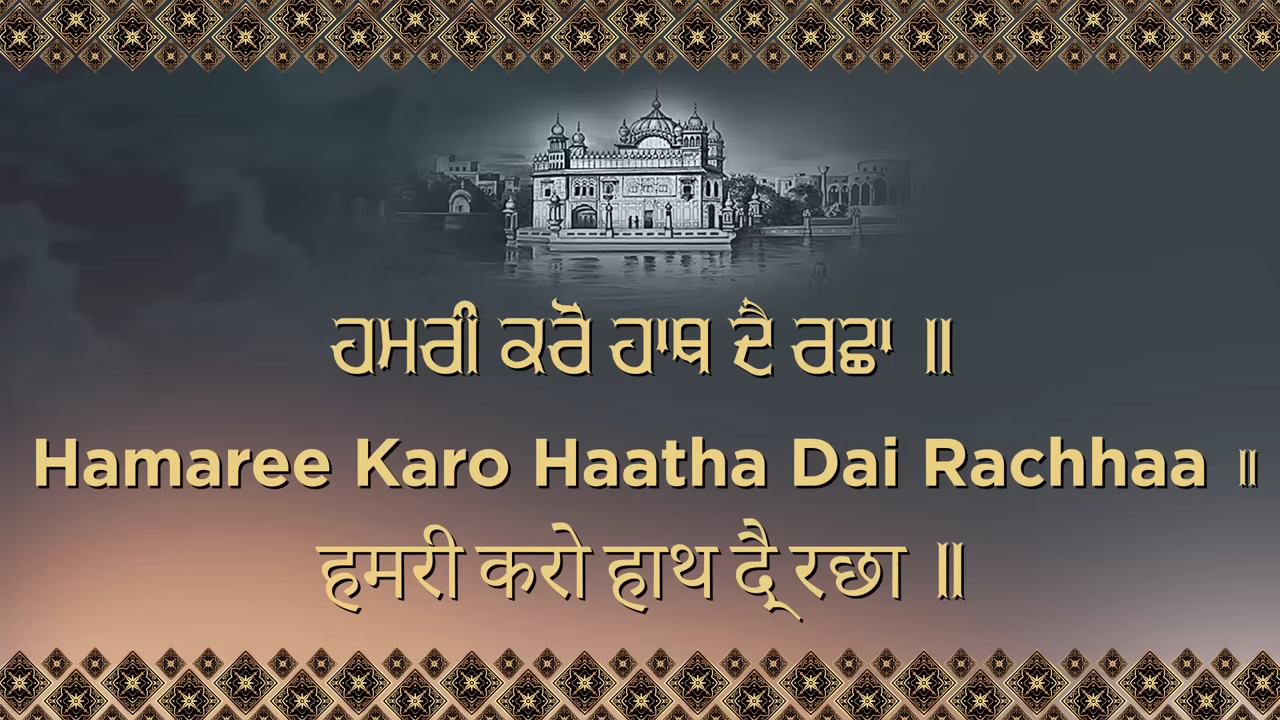 ਹਮਰੀ ਕਰੋ ਹਾਥ ਦੈ ਰਛਾ ॥
Hamaree Karo Haatha Dai Rachhaa ॥
हमरी करो हाथ दै् रछा ॥